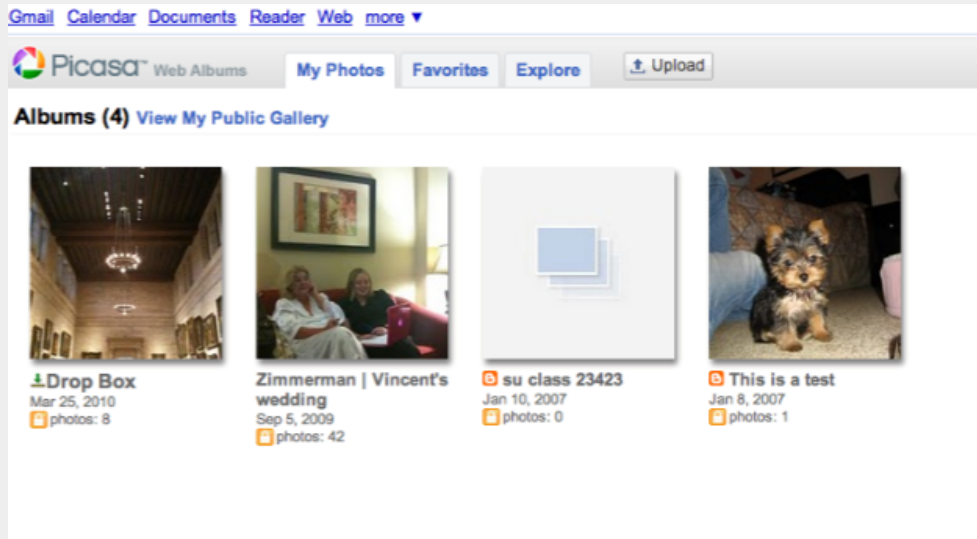 Gmail Calendar Documents Reader Web more ▼
Picasa™ Web Albums My Photos Favorites Explore Upload
Albums (4) View My Public Gallery
Drop Box
Mar 25, 2010
photos: 8
Zimmerman | Vincent's
wedding
Sep 5, 2009
photos: 42
su class 23423
Jan 10, 2007
photos: 0
This is a test
Jan 8, 2007
photos: 1